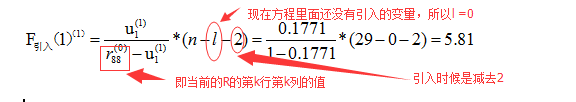 现在方程里面还没有引入的变量，所以l =0
F引入(1)^(1) = u₁^(1) / (r₈₈^(0) − u₁^(1)) * (n − l − 2) = 0.1771 / (1 − 0.1771) * (29 − 0 − 2) = 5.81
即当前的R的第k行第k列的值
引入时候是减去2
.